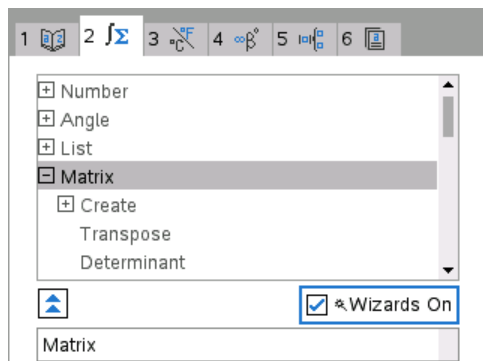 1 2 ∫Σ 3 °C °F 4 ∞β° 5 6
Number
Angle
List
Matrix
Create
Transpose
Determinant
Wizards On
Matrix